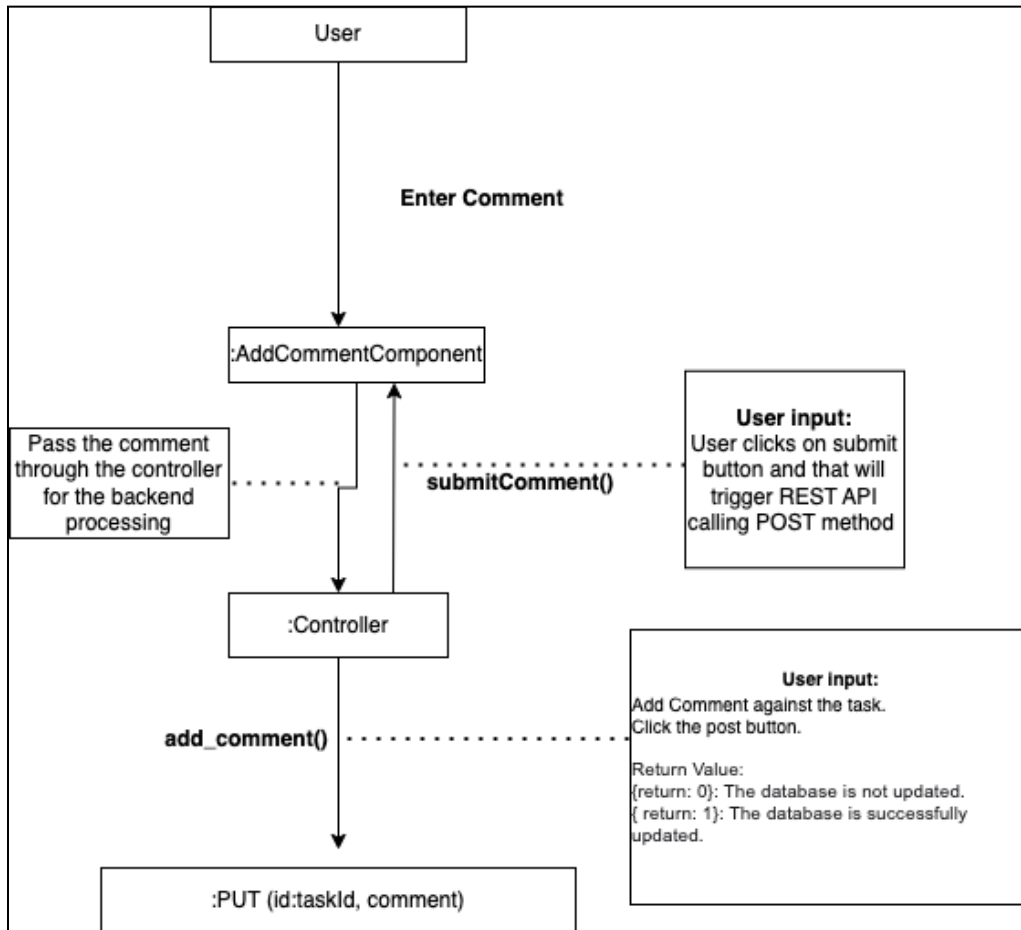 User
Enter Comment
:AddCommentComponent
Pass the comment
through the controller
for the backend
processing
submitComment()
User input:
User clicks on submit
button and that will
trigger REST API
calling POST method
:Controller
add_comment()
User input:
Add Comment against the task.
Click the post button.
Return Value:
{return: 0}: The database is not updated.
{ return: 1}: The database is successfully
updated.
:PUT (id:taskId, comment)